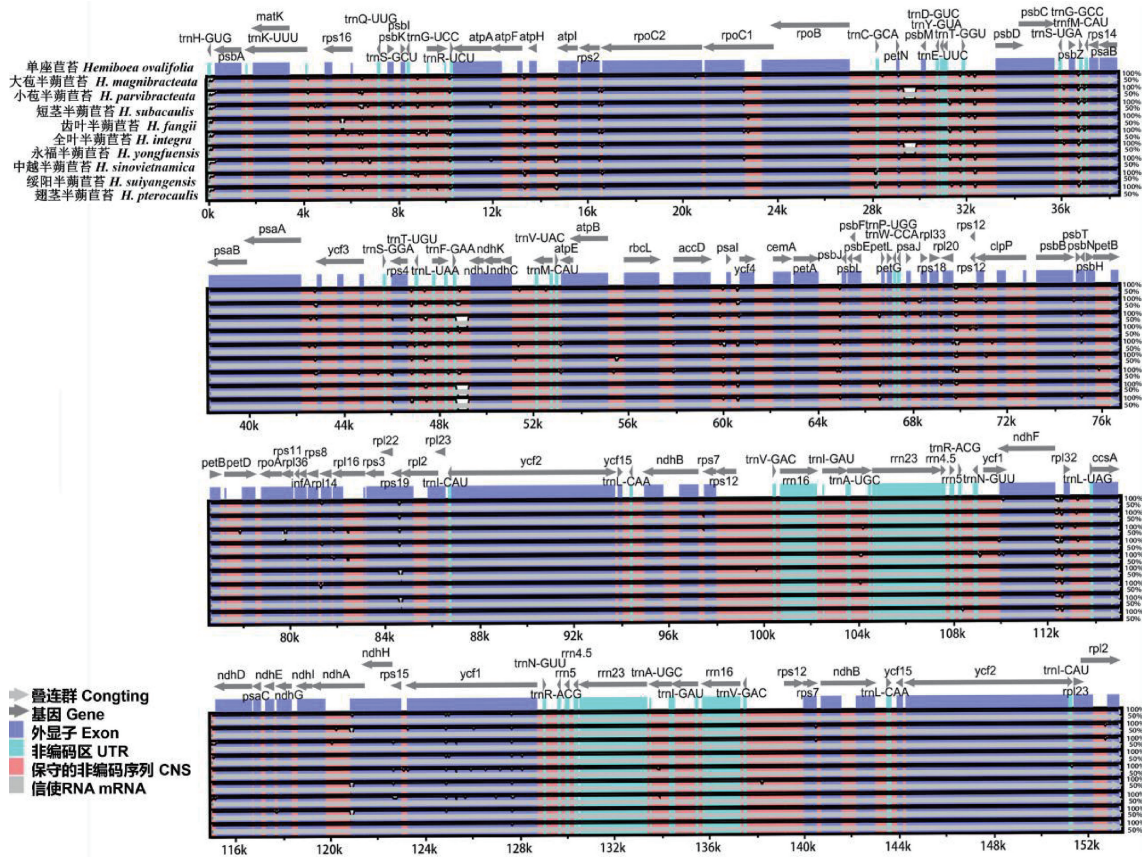 matK
trnQ-UUG
psbI
psbK
trnG-UCC
trnH-GUG
trnK-UUU
rps16
atpA
atpF
atpH
atpI
rpoC2
rpoC1
rpoB
trnC-GCA
trnD-GUC
trnY-GUA
psbM
trnT-GGU
psbD
psbC
trnG-GCC
trnfM-CAU
trnS-UGA
rps14
psbA
trnS-GCU
trnR-UCU
rps2
petN
trnE-UUC
psbZ
psaB
单座苣苔 Hemiboea ovalifolia
大苞半蒴苣苔 H. magnibracteata
小苞半蒴苣苔 H. parvibracteata
短茎半蒴苣苔 H. subacaulis
齿叶半蒴苣苔 H. fangii
全叶半蒴苣苔 H. integra
永福半蒴苣苔 H. yongfuensis
中越半蒴苣苔 H. sinovietnamica
绥阳半蒴苣苔 H. suiyangensis
翅茎半蒴苣苔 H. pterocaulis
100%
50%
0k 4k 8k 12k 16k 20k 24k 28k 32k 36k
psaA
psaB
ycf3
trnS-GGA
trnT-UGU
trnF-GAA
ndhK
trnV-UAC
atpE
atpB
rbcL
accD
psaI
cemA
psbJ
psbF
trnP-UGG
trnW-CCA
rpl33
rps12
psbE
petL
psaJ
rpl20
clpP
psbB
psbT
psbN
petB
rps4
trnL-UAA
ndhJ
ndhC
trnM-CAU
ycf4
petA
psbL
petG
rps18
rps12
psbH
100%
50%
40k 44k 48k 52k 56k 60k 64k 68k 72k 76k
petB
petD
rpoA
rps11
rpl36
rps8
rpl16
rps3
rpl22
rpl2
rpl23
ycf2
ycf15
ndhB
rps7
trnV-GAC
rrn16
trnI-GAU
rrn23
trnR-ACG
rrn4.5
ycf1
ndhF
rpl32
ccsA
infA
rpl14
rps19
trnI-CAU
trnL-CAA
rps12
trnA-UGC
rrn5
trnN-GUU
trnL-UAG
100%
50%
80k 84k 88k 92k 96k 100k 104k 108k 112k
ndhD
ndhE
ndhI
ndhA
ndhH
rps15
ycf1
trnN-GUU
rrn5
rrn4.5
rrn23
trnA-UGC
rrn16
rps12
ndhB
ycf15
ycf2
trnI-CAU
rpl2
psaC
ndhG
trnR-ACG
trnI-GAU
trnV-GAC
rps7
trnL-CAA
rpl23
100%
50%
116k 120k 124k 128k 132k 136k 140k 144k 148k 152k
叠连群 Congting
基因 Gene
外显子 Exon
非编码区 UTR
保守的非编码序列 CNS
信使RNA mRNA